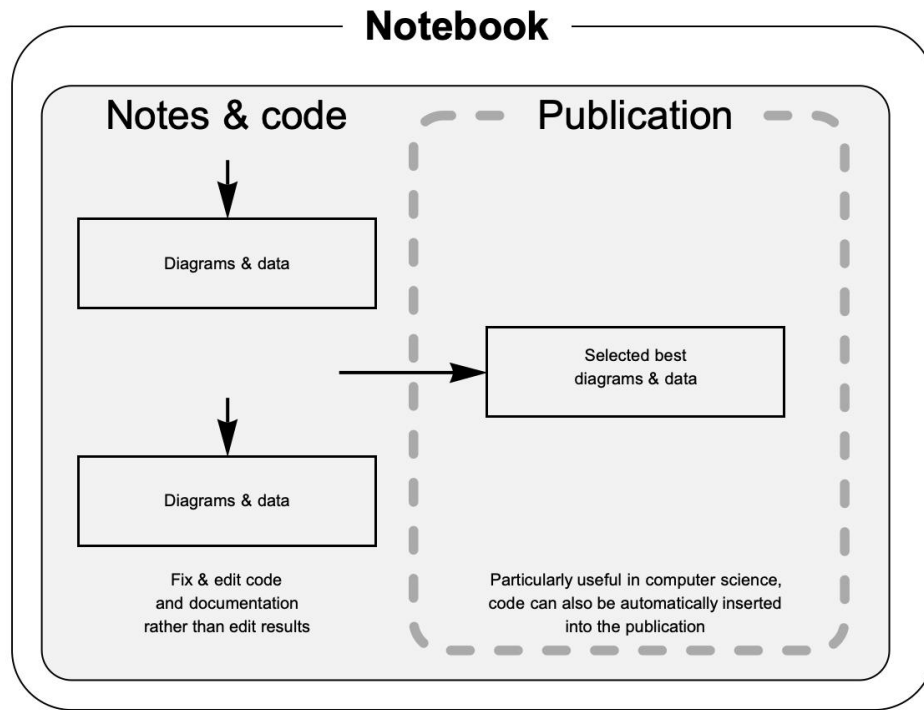 Notebook
Notes & code
Diagrams & data
Diagrams & data
Fix & edit code
and documentation
rather than edit results
Publication
Selected best
diagrams & data
Particularly useful in computer science,
code can also be automatically inserted
into the publication